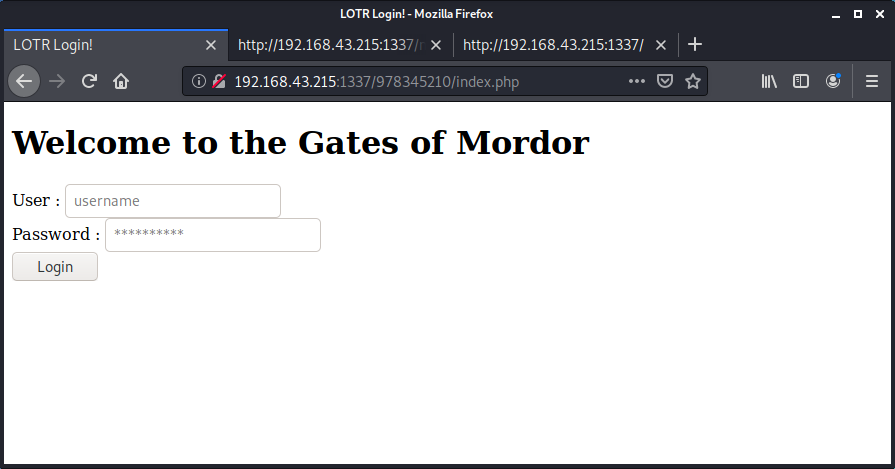 LOTR Login! - Mozilla Firefox
LOTR Login! http://192.168.43.215:1337/ http://192.168.43.215:1337/
192.168.43.215:1337/978345210/index.php
Welcome to the Gates of Mordor
User : username
Password : **********
Login